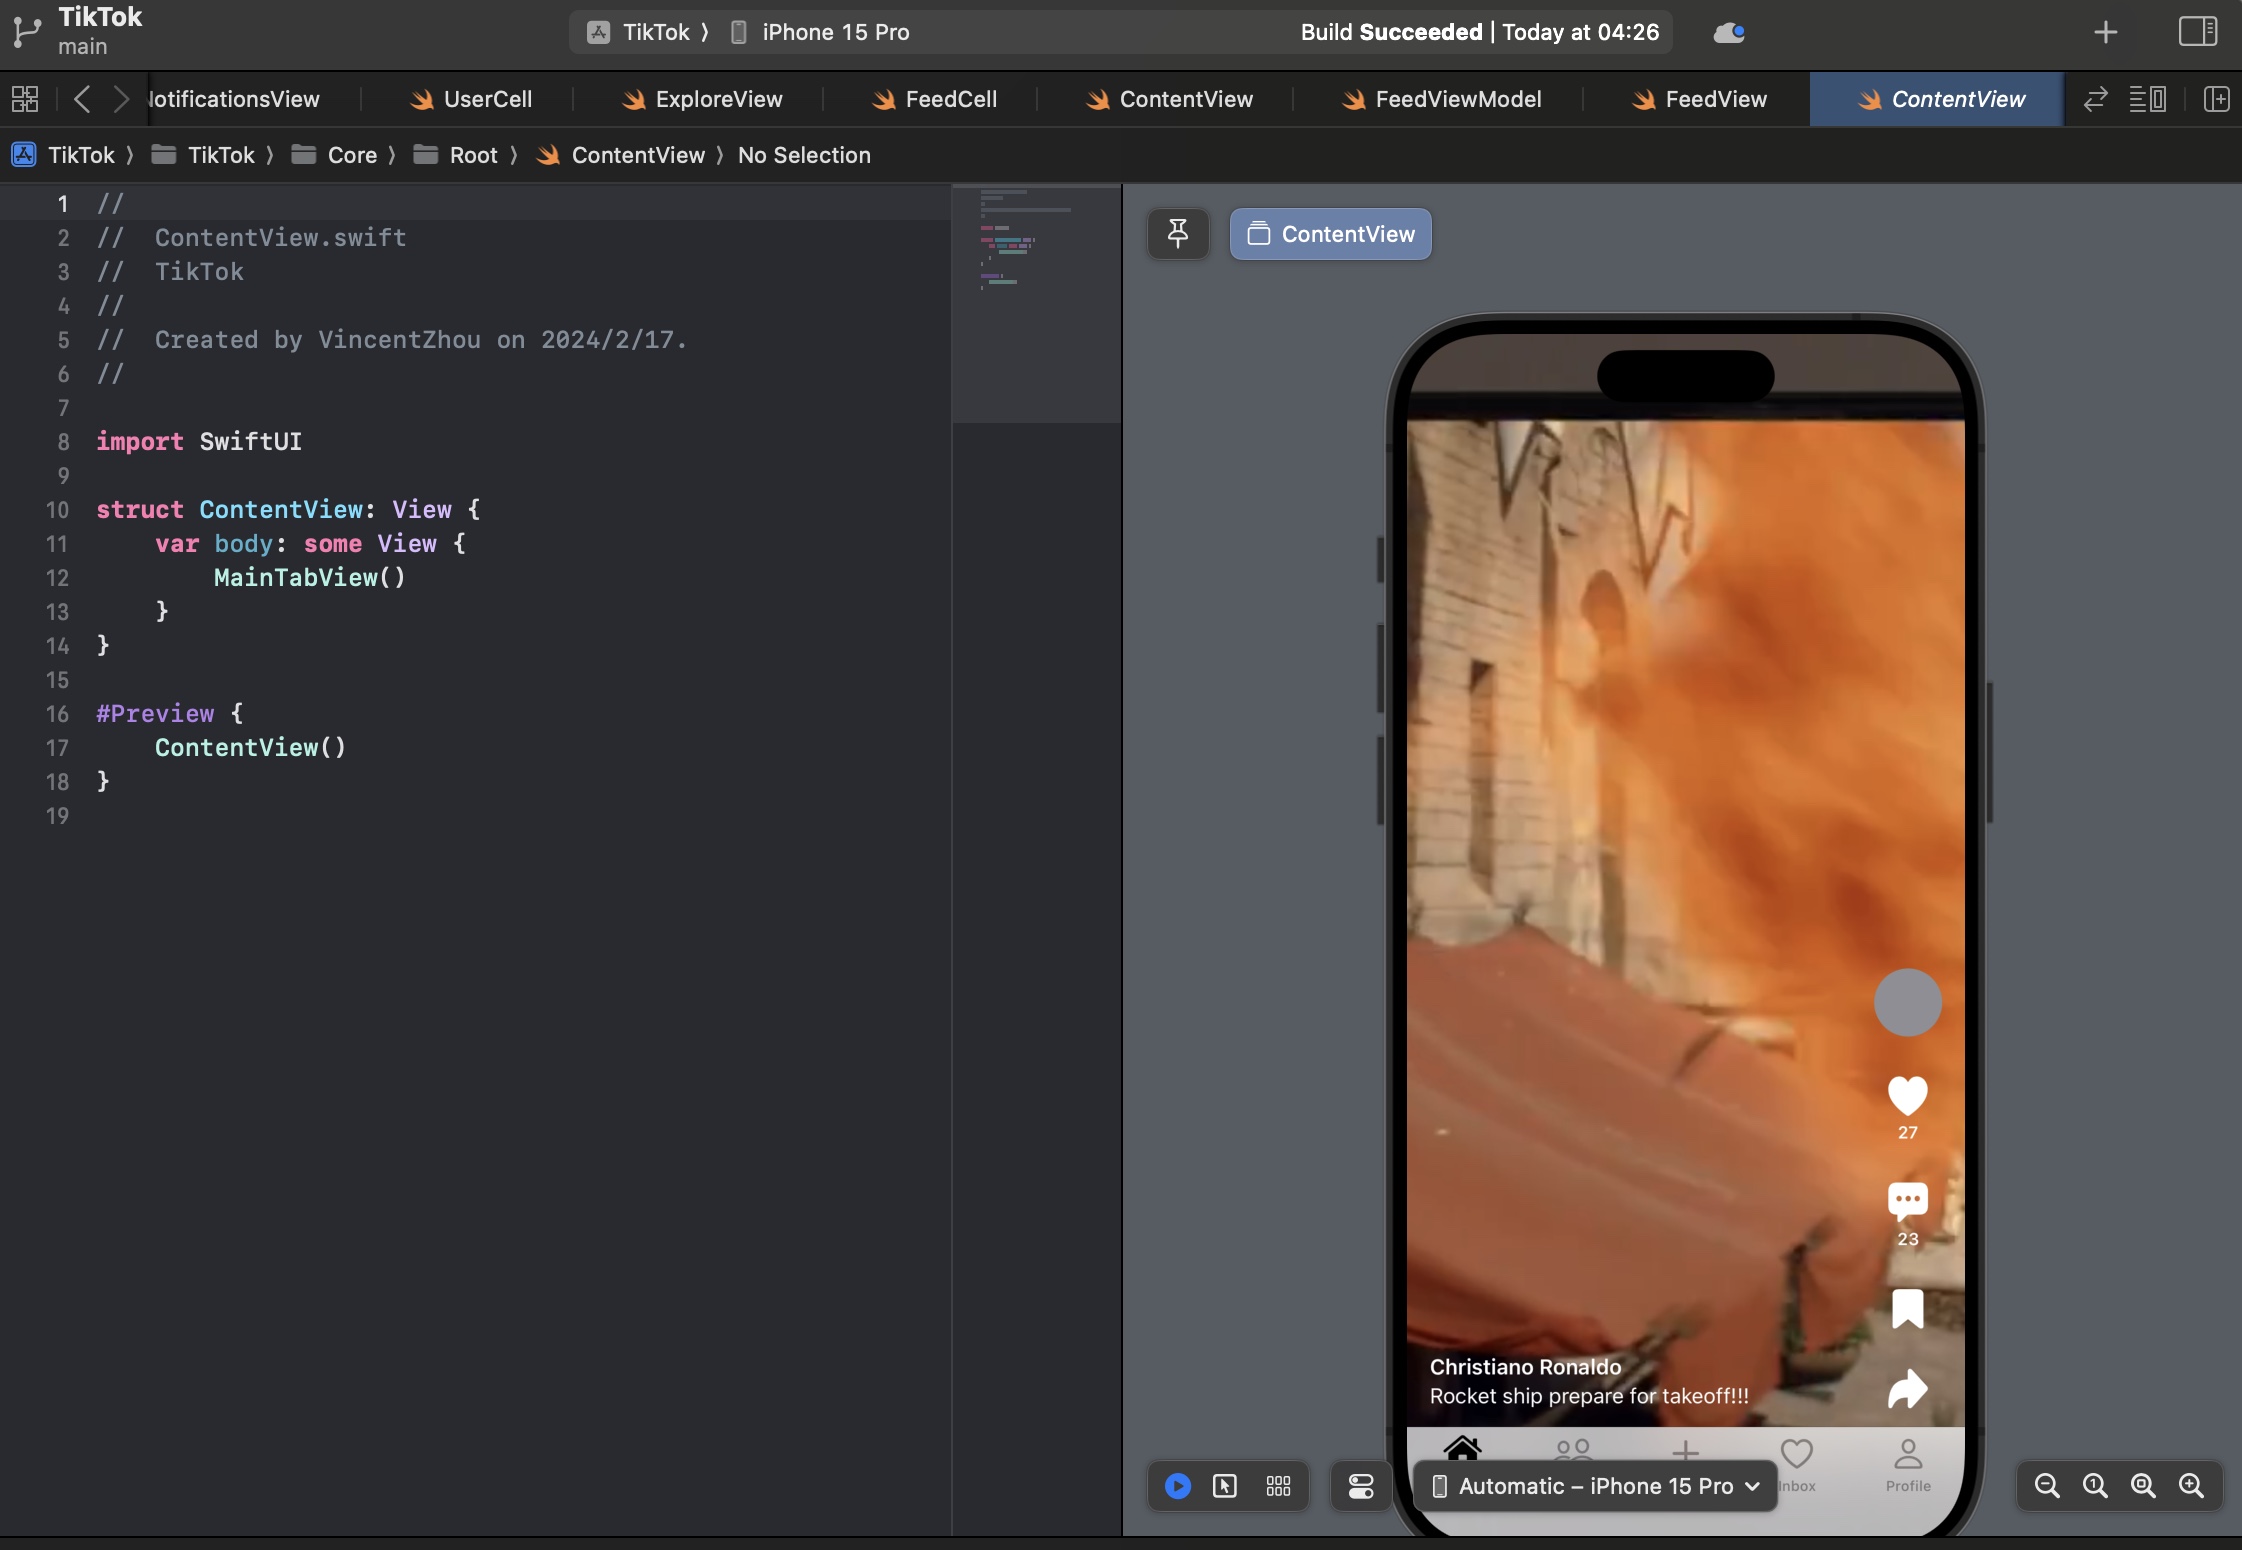 TikTok
main
TikTok 〉 iPhone 15 Pro
Build Succeeded | Today at 04:26
UserCell
ExploreView
FeedCell
ContentView
FeedViewModel
FeedView
ContentView
TikTok 〉 TikTok 〉 Core 〉 Root 〉 ContentView 〉 No Selection
1 //
2 //  ContentView.swift
3 //  TikTok
4 //
5 //  Created by VincentZhou on 2024/2/17.
6 //
7
8 import SwiftUI
9
10 struct ContentView: View {
11     var body: some View {
12         MainTabView()
13     }
14 }
15
16 #Preview {
17     ContentView()
18 }
19
ContentView
27
23
Christiano Ronaldo
Rocket ship prepare for takeoff!!!
Automatic – iPhone 15 Pro
Inbox
Profile